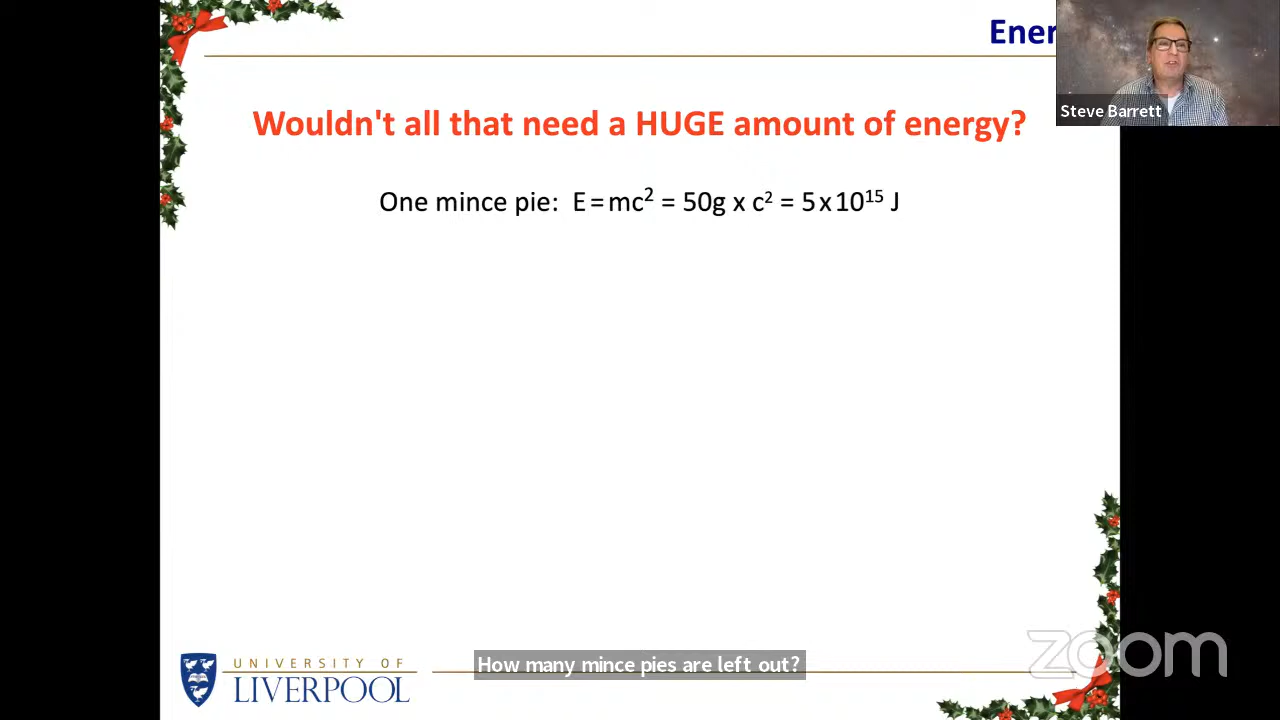 Ener
Steve Barrett
Wouldn't all that need a HUGE amount of energy?
One mince pie: E = mc² = 50g x c² = 5 x 10¹⁵ J
UNIVERSITY OF
LIVERPOOL
How many mince pies are left out?
zoom